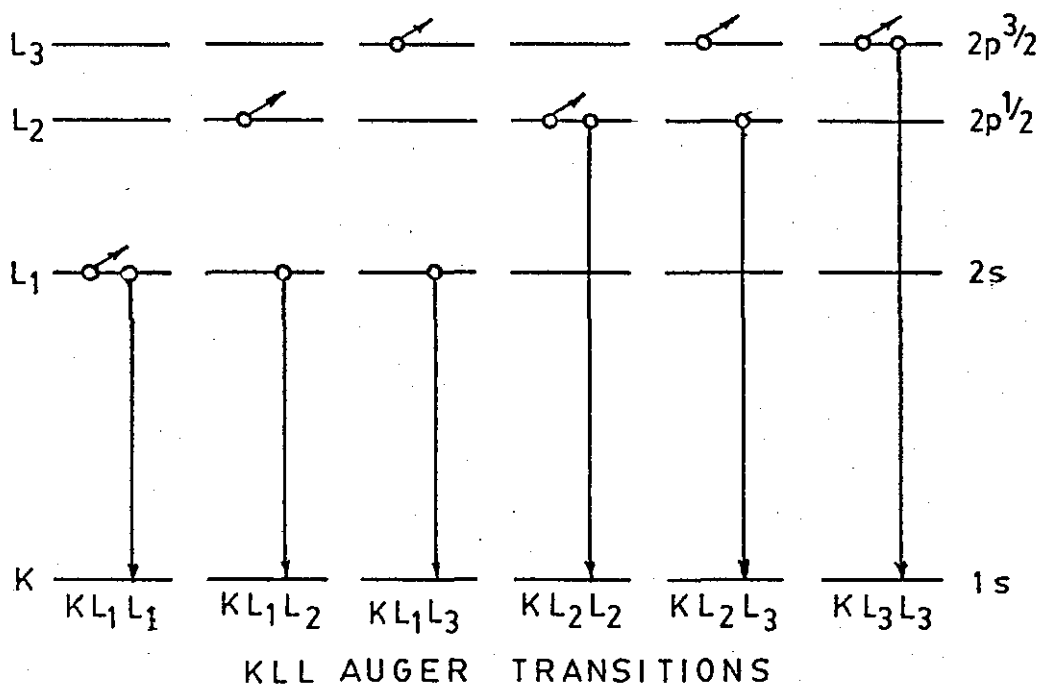 L₃ 2p³/²
L₂ 2p¹/²
L₁ 2s
K 1s
KL₁L₁ KL₁L₂ KL₁L₃ KL₂L₂ KL₂L₃ KL₃L₃
KLL AUGER TRANSITIONS